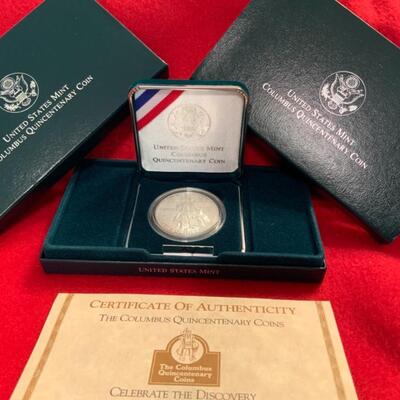 UNITED STATES MINT
COLUMBUS QUINCENTENARY COIN
UNITED STATES MINT
COLUMBUS QUINCENTENARY COIN
UNITED STATES MINT
COLUMBUS
QUINCENTENARY COIN
UNITED STATES MINT
CERTIFICATE OF AUTHENTICITY
THE COLUMBUS QUINCENTENARY COINS
The Columbus
Quincentenary
Coins
CELEBRATE THE DISCOVERY